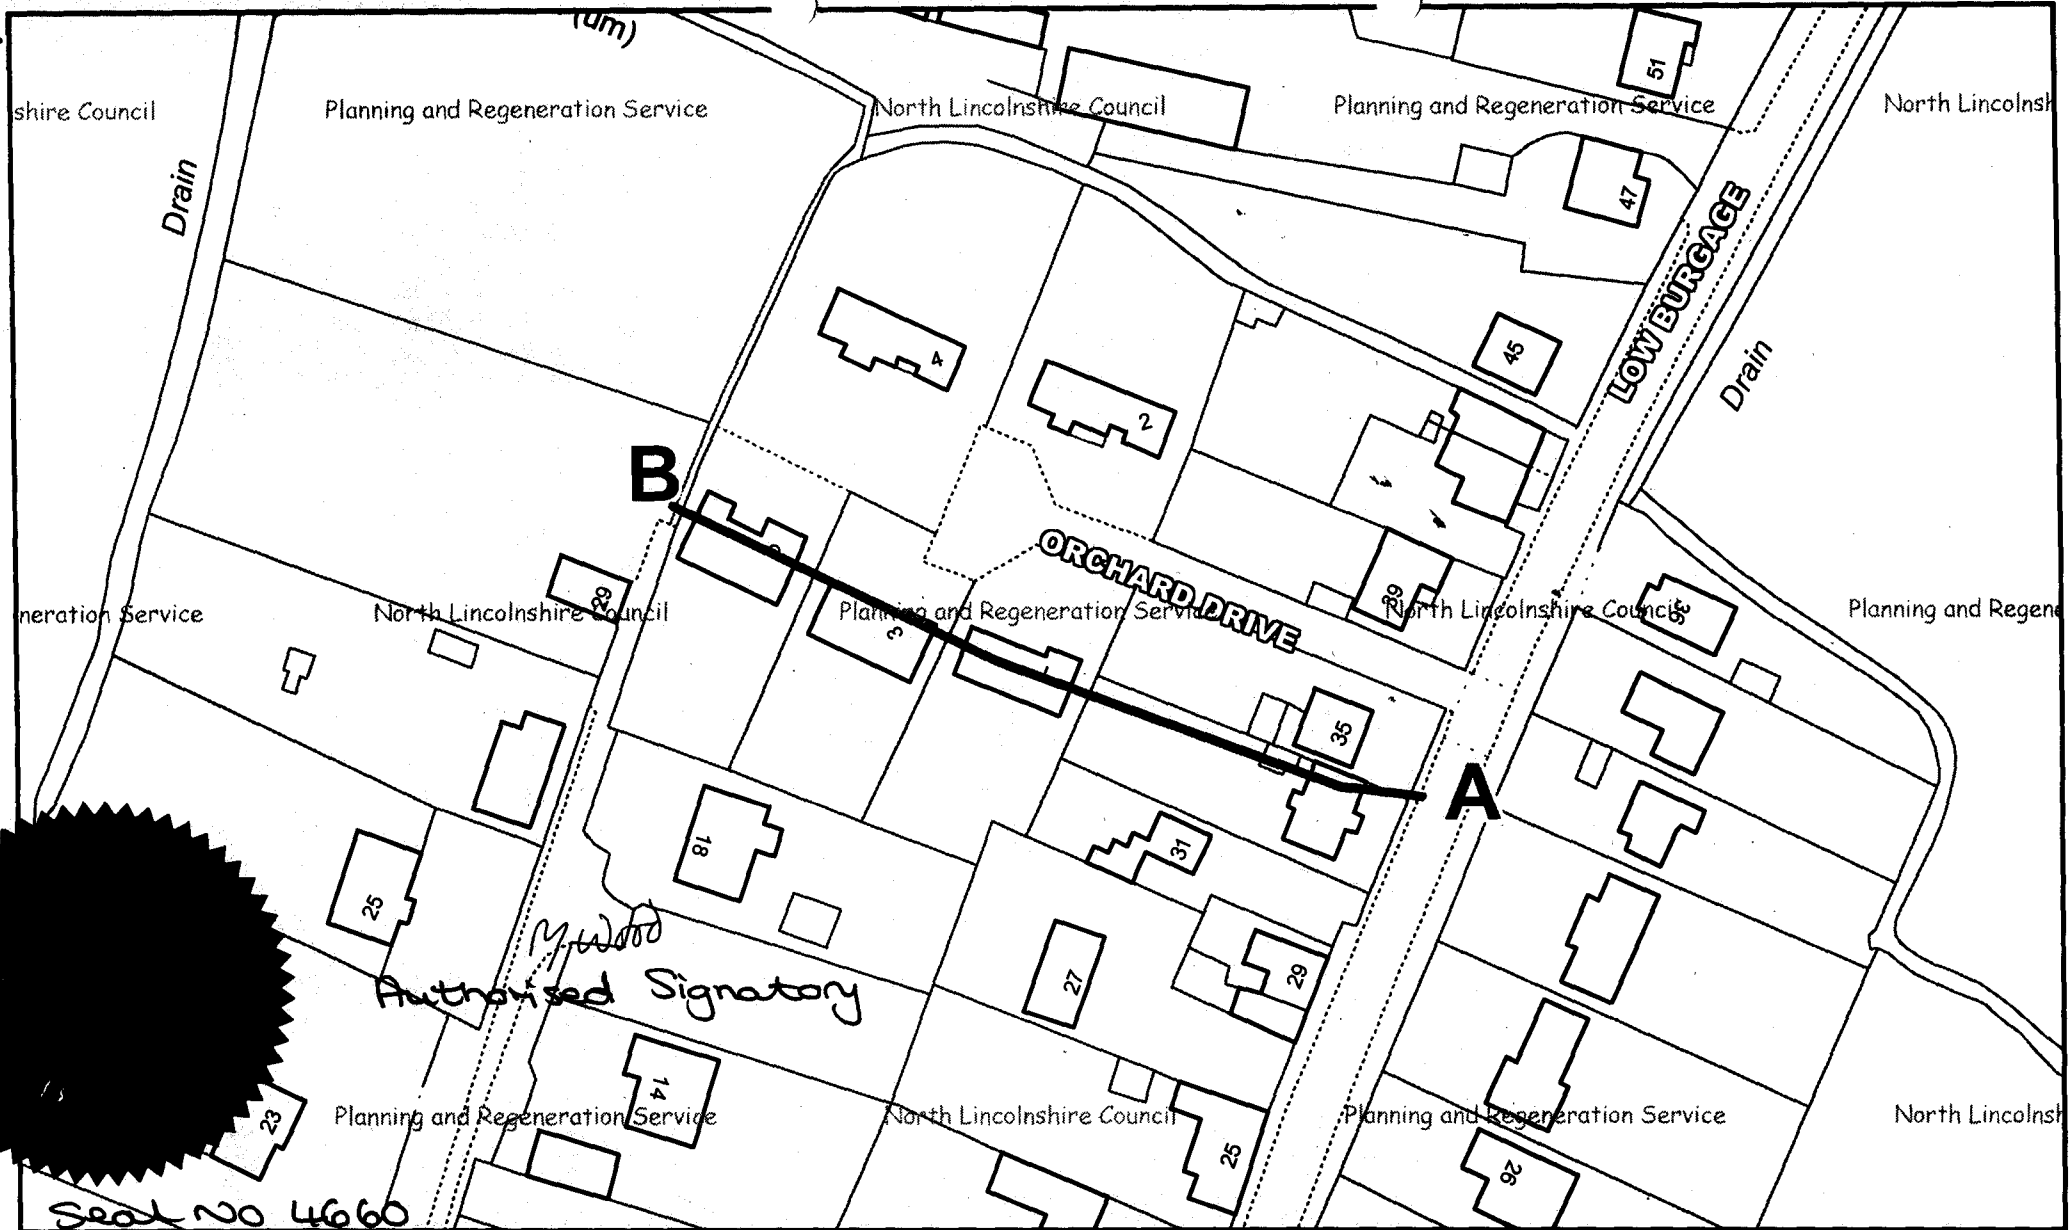 (um)
51
shire Council
Planning and Regeneration Service
North Lincolnshire Council
Planning and Regeneration Service
North Lincolnsh
Drain
47
LOW BURGAGE
4
45
Drain
2
B
ORCHARD DRIVE
29
39
36
neration Service
North Lincolnshire Council
Planning and Regeneration Service
North Lincolnshire Council
Planning and Regene
3
1
35
A
18
31
25
M. Wood
27
29
Authorised Signatory
14
23
Planning and Regeneration Service
North Lincolnshire Council
Planning and Regeneration Service
North Lincolnsh
25
26
Seal No 4660